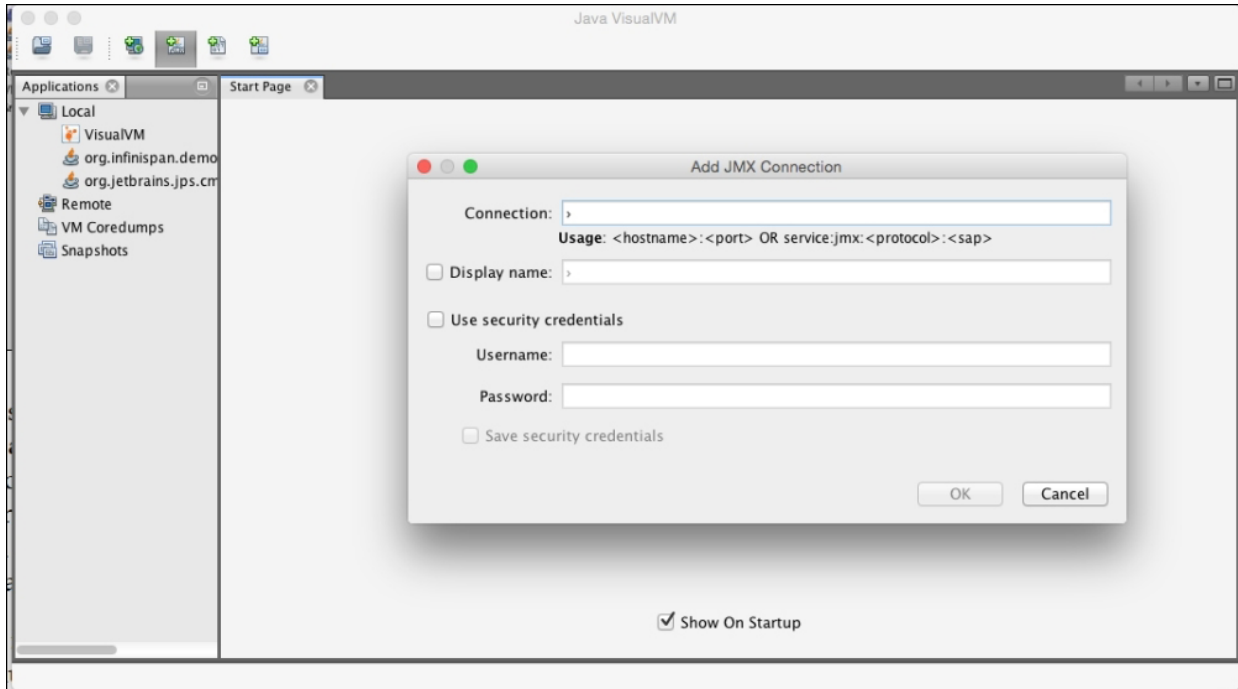 Java VisualVM
Applications
Start Page
Local
VisualVM
org.infinispan.demo
org.jetbrains.jps.cm
Remote
VM Coredumps
Snapshots
Add JMX Connection
Connection: ›
Usage: <hostname>:<port> OR service:jmx:<protocol>:<sap>
Display name: ›
Use security credentials
Username:
Password:
Save security credentials
OK Cancel
Show On Startup